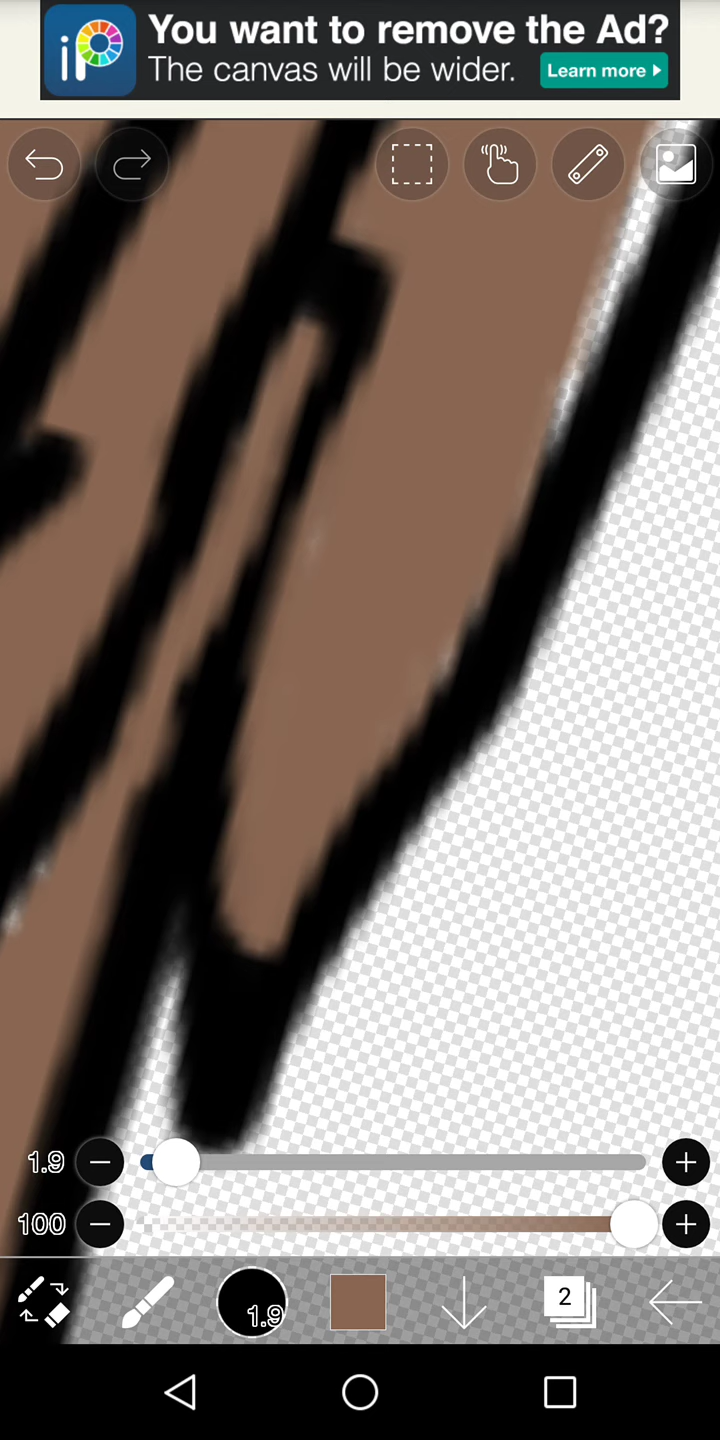 iP
You want to remove the Ad?
The canvas will be wider.
Learn more
1.9
100
1.9
2